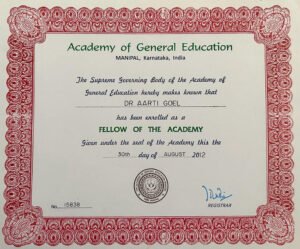 Academy of General Education
MANIPAL, Karnataka, India
The Supreme Governing Body of the Academy of
General Education hereby makes known that
DR AARTI GOEL
has been enrolled as a
FELLOW OF THE ACADEMY
Given under the seal of the Academy this the
30th day of AUGUST 2012
No. 15838
REGISTRAR